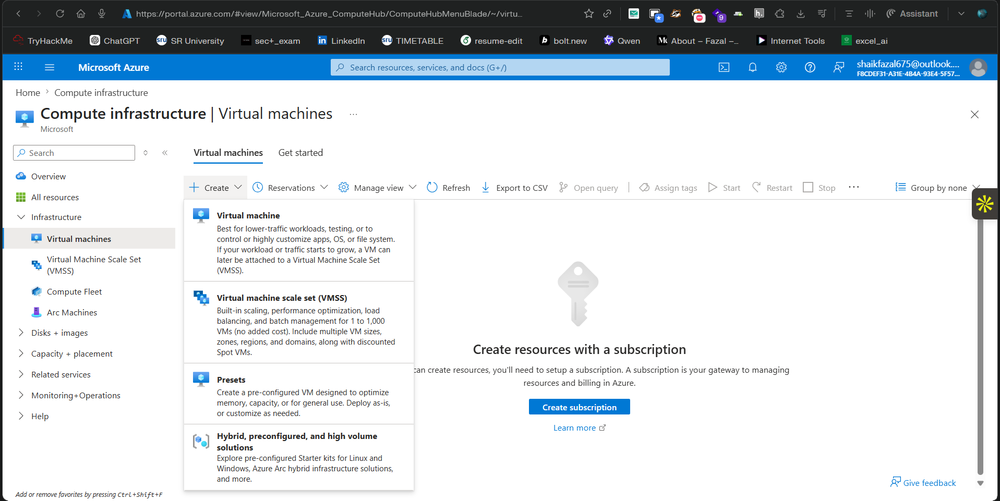 https://portal.azure.com/#view/Microsoft_Azure_ComputeHub/ComputeHubMenuBlade/~/virtu...
9
h.
Assistant
TryHackMe
ChatGPT
sru SR University
sec+_exam
in LinkedIn
sru TIMETABLE
resume-edit
b bolt.new
Qwen
About – Fazal –...
Internet Tools
excel_ai
Microsoft Azure
Search resources, services, and docs (G+/)
shaikfazal675@outlook....
F8CDEF31-A31E-4B4A-93E4-5F57...
Home > Compute infrastructure
Compute infrastructure | Virtual machines ...
Microsoft
Search
Virtual machines
Get started
Overview
All resources
Infrastructure
Virtual machines
Virtual Machine Scale Set
(VMSS)
Compute Fleet
Arc Machines
Disks + images
Capacity + placement
Related services
Monitoring+Operations
Help
Add or remove favorites by pressing Ctrl+Shift+F
+ Create
Reservations
Manage view
Refresh
Export to CSV
Open query
Assign tags
Start
Restart
Stop
...
Group by none
Virtual machine
Best for lower-traffic workloads, testing, or to
control or highly customize apps, OS, or file system.
If your workload or traffic starts to grow, a VM can
later be attached to a Virtual Machine Scale Set
(VMSS).
Virtual machine scale set (VMSS)
Built-in scaling, performance optimization, load
balancing, and batch management for 1 to 1,000
VMs (no added cost). Include multiple VM sizes,
zones, regions, and domains, along with discounted
Spot VMs.
Presets
Create a pre-configured VM designed to optimize
memory, capacity, or for general use. Deploy as-is,
or customize as needed.
Hybrid, preconfigured, and high volume
solutions
Explore pre-configured Starter kits for Linux and
Windows, Azure Arc hybrid infrastructure solutions,
and more.
Create resources with a subscription
can create resources, you'll need to setup a subscription. A subscription is your gateway to managing
resources and billing in Azure.
Create subscription
Learn more
Give feedback